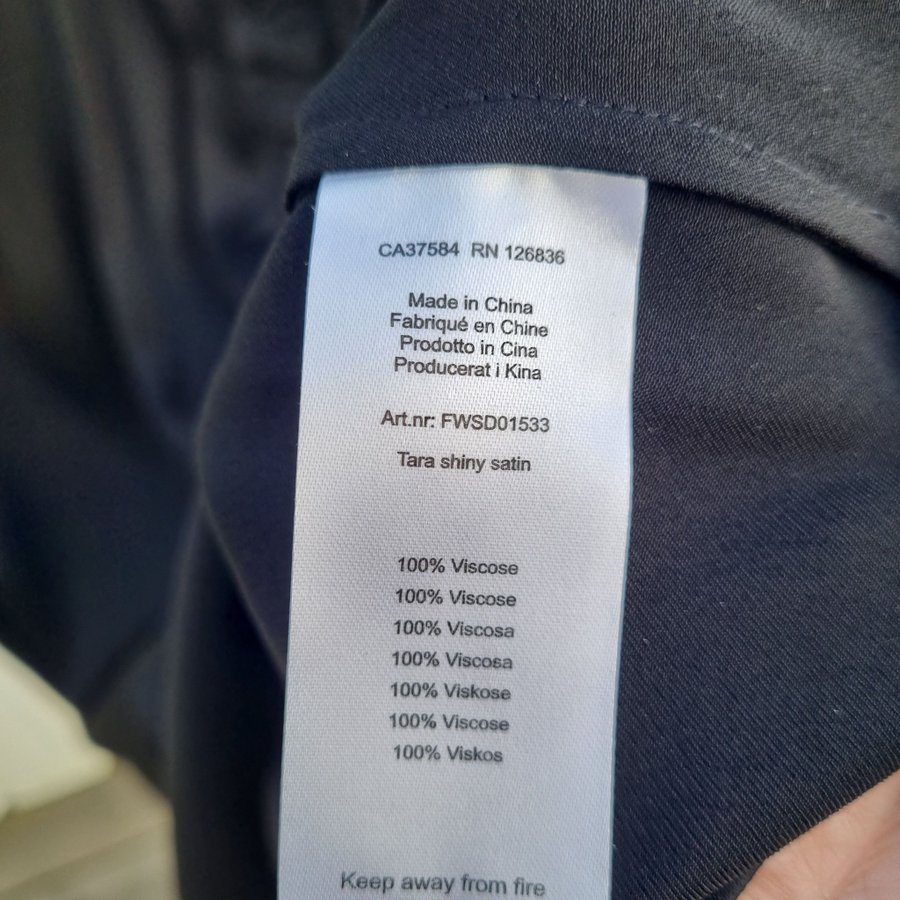 CA37584 RN 126836
Made in China
Fabriqué en Chine
Prodotto in Cina
Producerat i Kina
Art.nr: FWSD01533
Tara shiny satin
100% Viscose
100% Viscose
100% Viscosa
100% Viscosa
100% Viskose
100% Viscose
100% Viskos
Keep away from fire